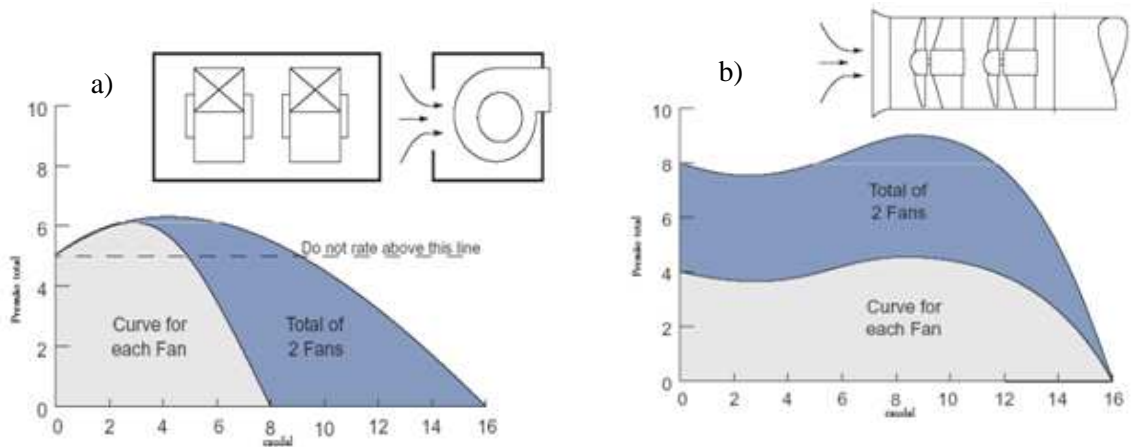 a)
10
8
6
4
2
0
Pressão total
Do not rate above this line
Curve for
each Fan
Total of
2 Fans
0 2 4 6 8 10 12 14 16
caudal
b)
10
8
6
4
2
0
Pressão total
Total of
2 Fans
Curve for
each Fan
0 2 4 6 8 10 12 14 16
caudal